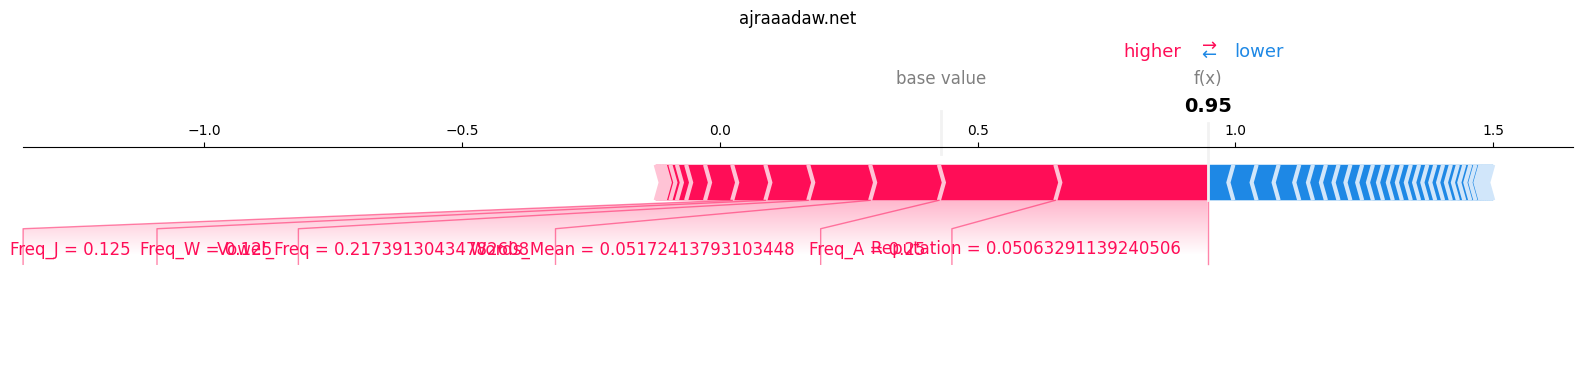 ajraaadaw.net
higher ⇄ lower
base value f(x)
0.95
−1.0 −0.5 0.0 0.5 1.0 1.5
Freq_J = 0.125 Freq_W = 0.125 Vowel_Freq = 0.21739130434782608 Words_Mean = 0.05172413793103448 Freq_A = 0.25 Reputation = 0.05063291139240506